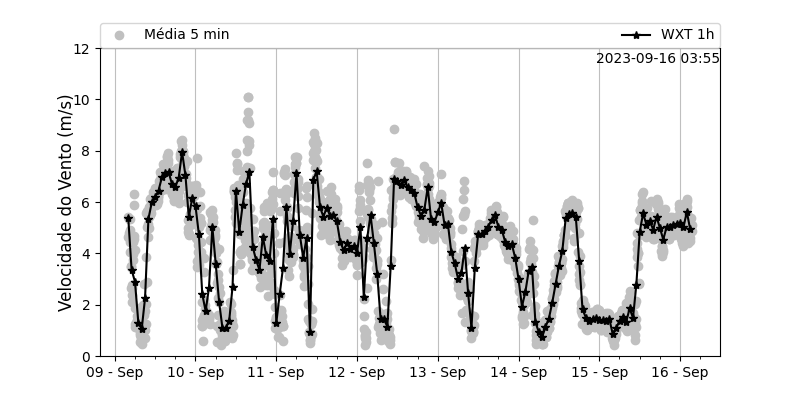 Média 5 min
WXT 1h
2023-09-16 03:55
Velocidade do Vento (m/s)
12
10
8
6
4
2
0
09 - Sep
10 - Sep
11 - Sep
12 - Sep
13 - Sep
14 - Sep
15 - Sep
16 - Sep